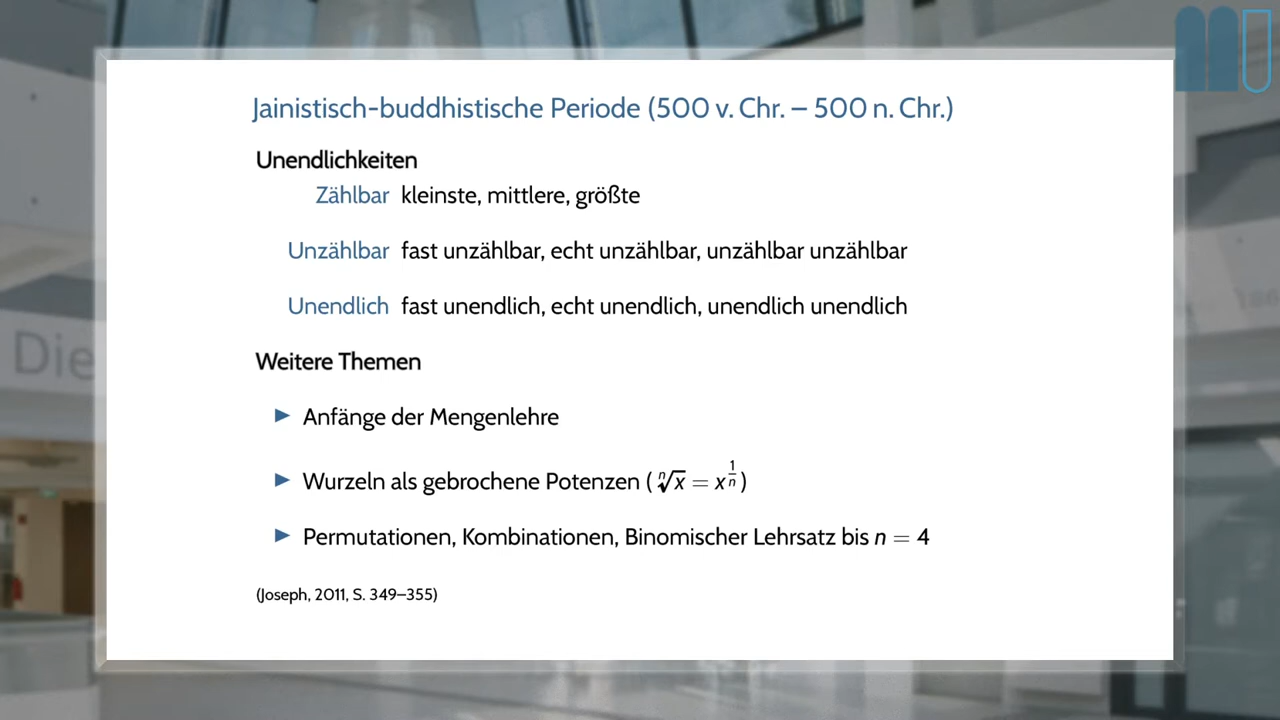 Jainistisch-buddhistische Periode (500 v. Chr. – 500 n. Chr.)
Unendlichkeiten
Zählbar kleinste, mittlere, größte
Unzählbar fast unzählbar, echt unzählbar, unzählbar unzählbar
Unendlich fast unendlich, echt unendlich, unendlich unendlich
Weitere Themen
► Anfänge der Mengenlehre
► Wurzeln als gebrochene Potenzen ( ⁿ√x = x^{1/n} )
► Permutationen, Kombinationen, Binomischer Lehrsatz bis n = 4
(Joseph, 2011, S. 349–355)
Die